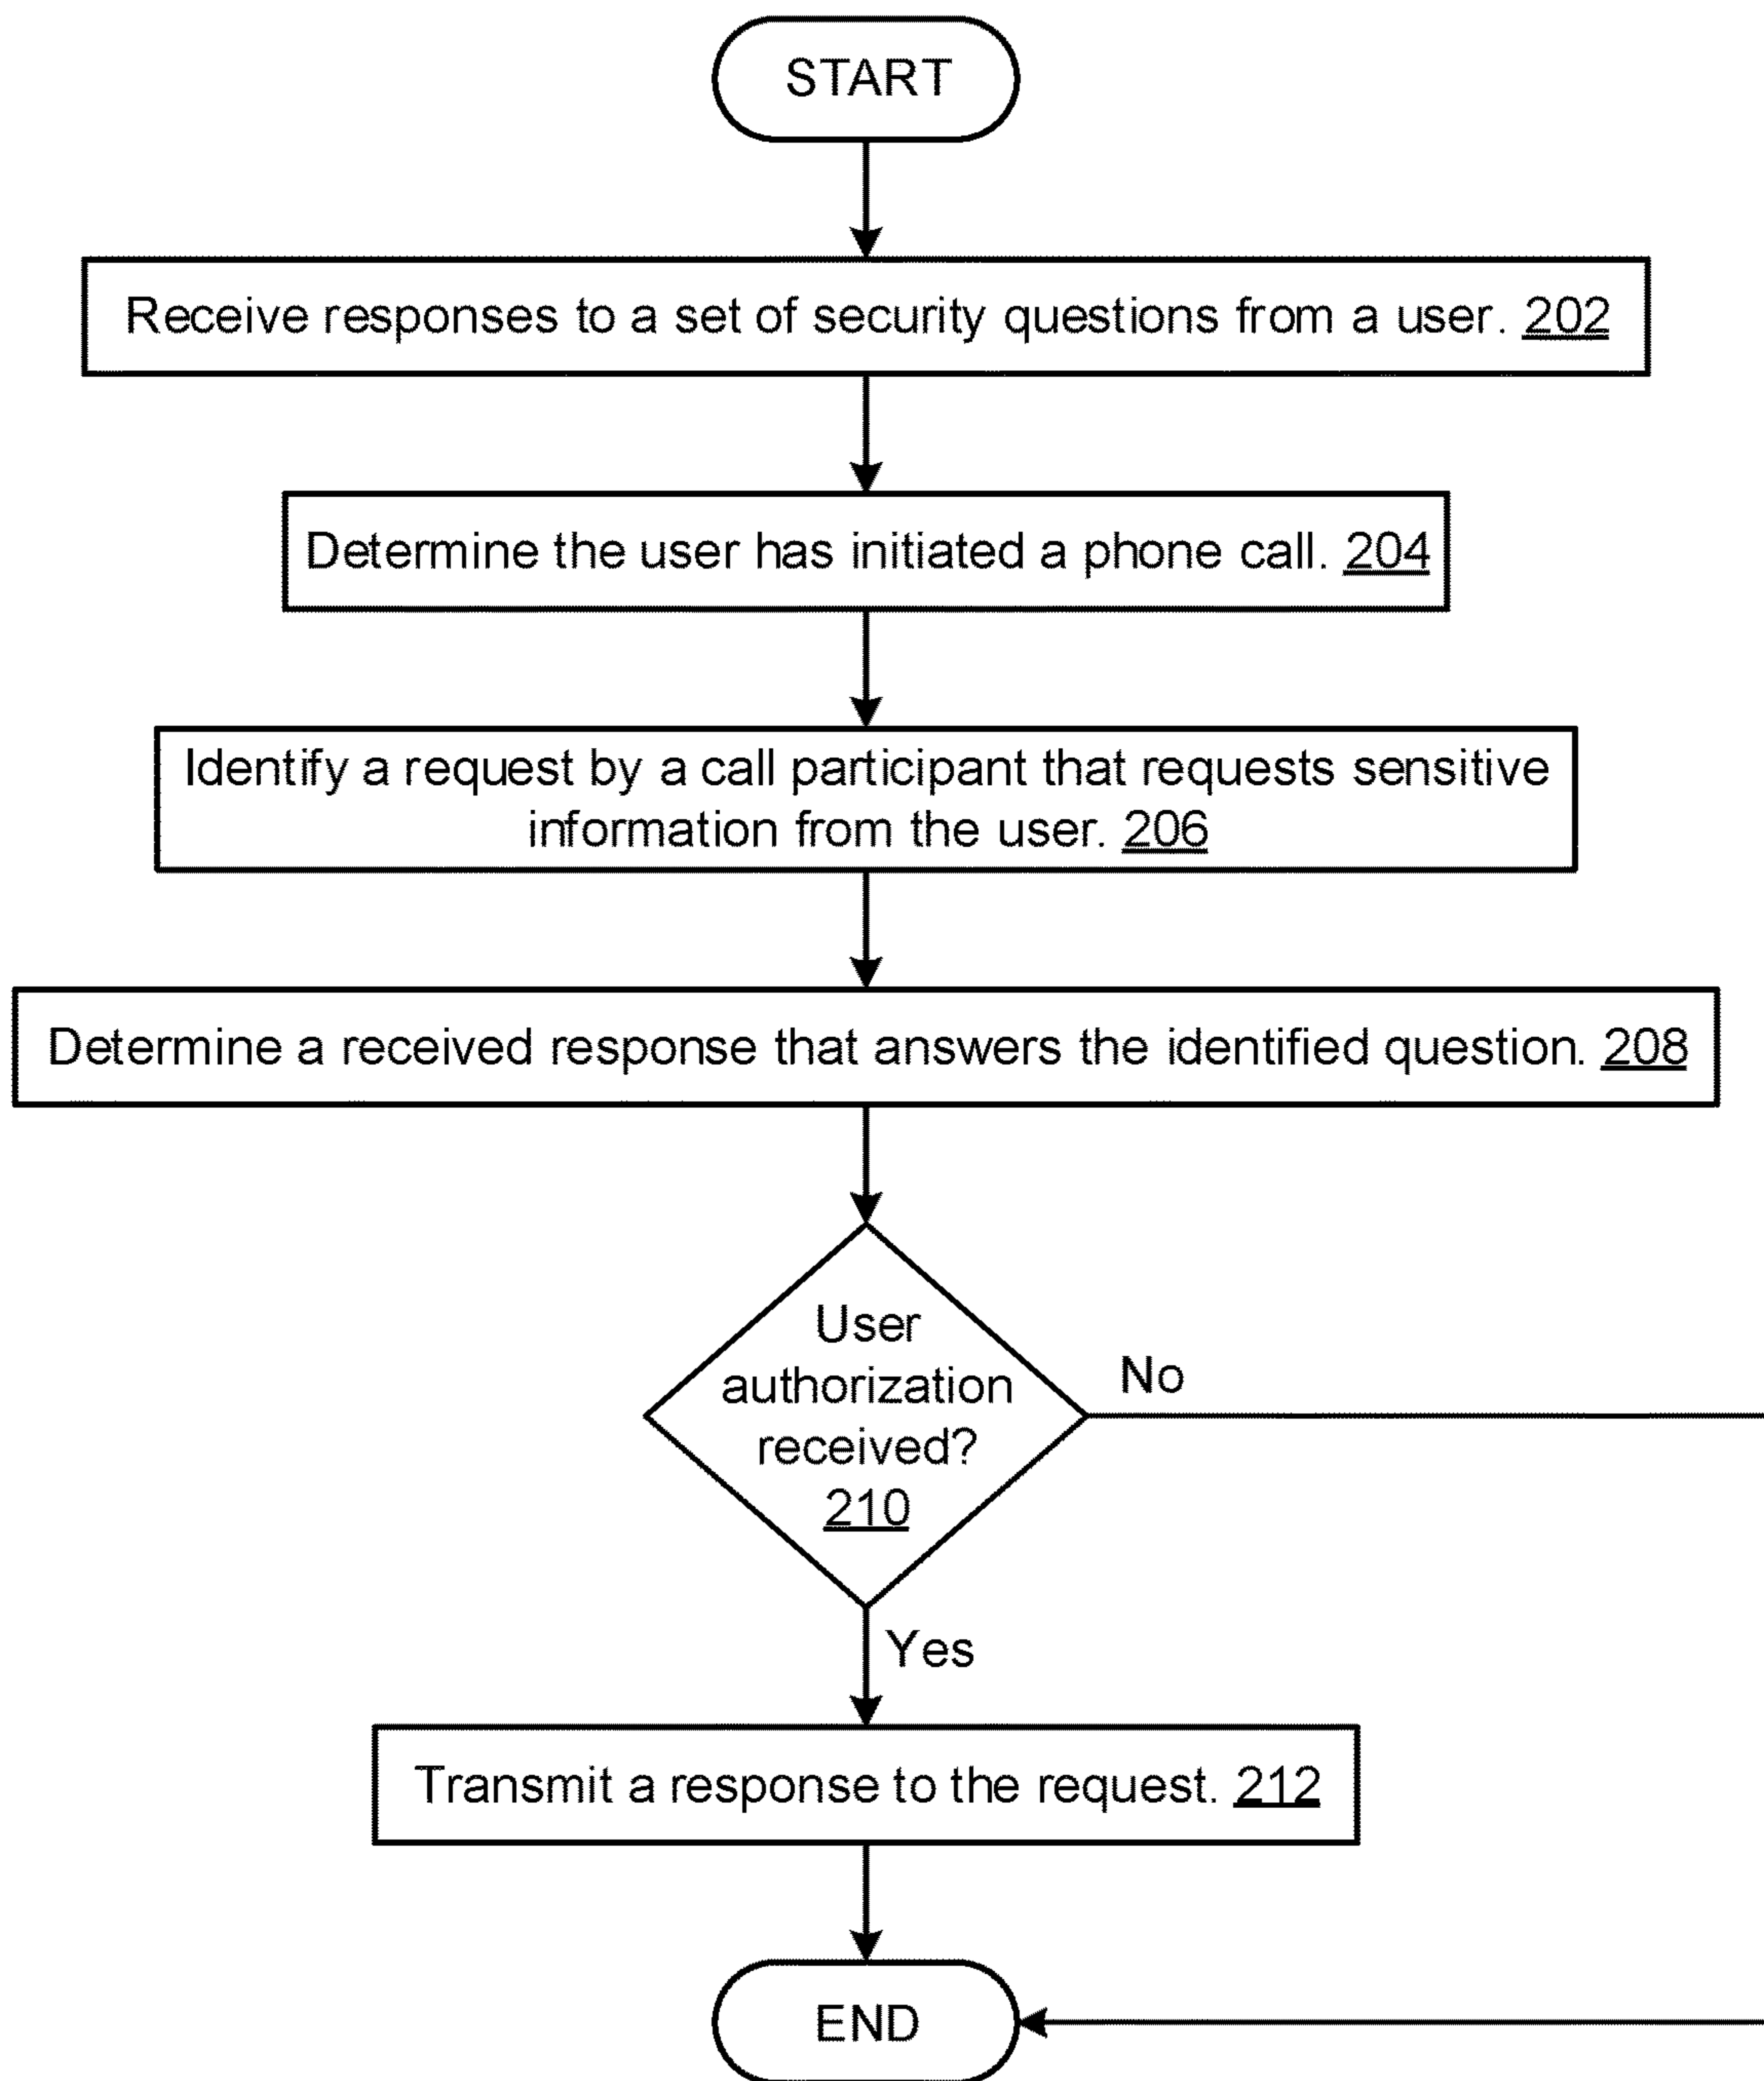 START
Receive responses to a set of security questions from a user. 202
Determine the user has initiated a phone call. 204
Identify a request by a call participant that requests sensitive
information from the user. 206
Determine a received response that answers the identified question. 208
User
authorization
received?
210
No
Yes
Transmit a response to the request. 212
END